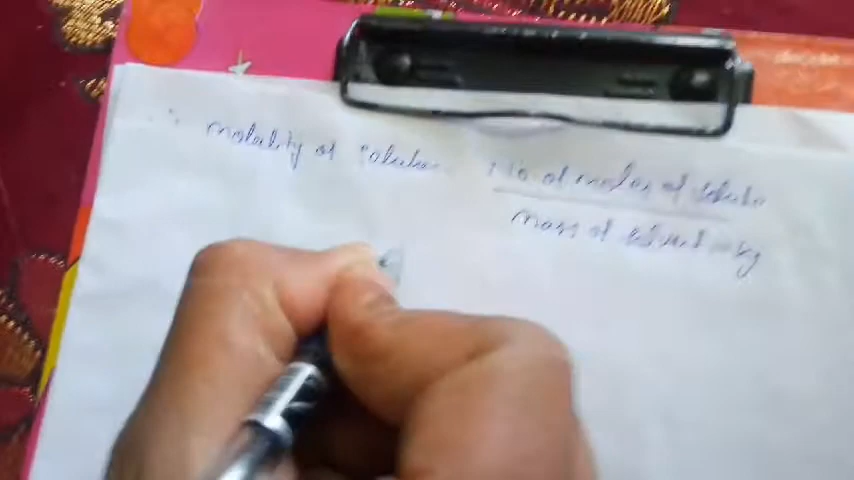 ∴ molality of solution No. of moles of solute
mass of solvent in kg